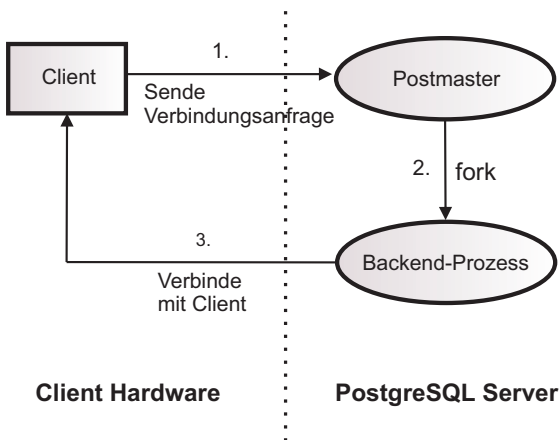 1.
Client
Postmaster
Sende
Verbindungsanfrage
2. fork
3.
Backend-Prozess
Verbinde
mit Client
Client Hardware
PostgreSQL Server